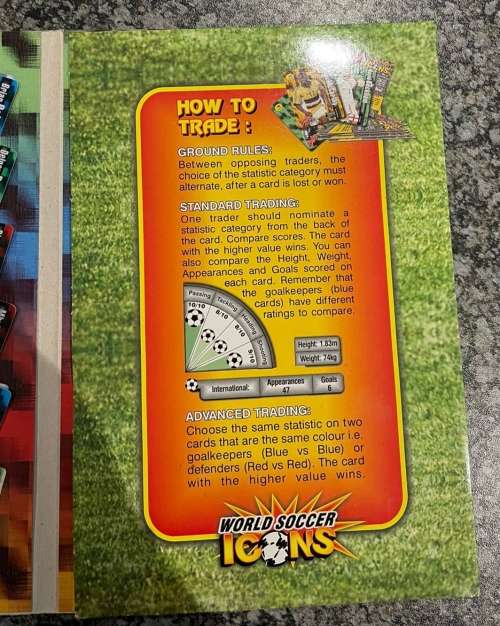 HOW TO
TRADE :
GROUND RULES:
Between opposing traders, the
choice of the statistic category must
alternate, after a card is lost or won.
STANDARD TRADING:
One trader should nominate a
statistic category from the back of
the card. Compare scores. The card
with the higher value wins. You can
also compare the Height, Weight,
Appearances and Goals scored on
each card. Remember that
the goalkeepers (blue
cards) have different
ratings to compare.
Passing Tackling Heading Shooting
10/10 8/10 8/10 9/10
Height: 1.83m
Weight: 74kg
International: Appearances Goals
47 6
ADVANCED TRADING:
Choose the same statistic on two
cards that are the same colour i.e.
goalkeepers (Blue vs Blue) or
defenders (Red vs Red). The card
with the higher value wins.
WORLD SOCCER
ICONS